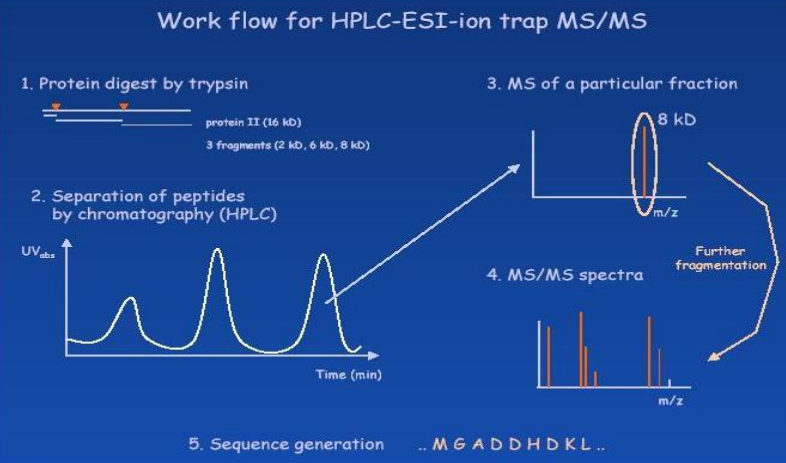 Work flow for HPLC-ESI-ion trap MS/MS
1. Protein digest by trypsin
protein II (16 kD)
3 fragments (2 kD, 6 kD, 8 kD)
2. Separation of peptides
by chromatography (HPLC)
UVabs
Time (min)
3. MS of a particular fraction
8 kD
m/z
Further
fragmentation
4. MS/MS spectra
m/z
5. Sequence generation .. M G A D D H D K L ..